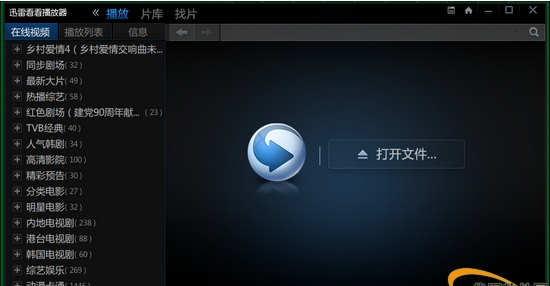 迅雷看看播放器 « 播放 片库 找片
在线视频 播放列表 信息
乡村爱情4（乡村爱情交响曲未...
同步剧场( 32 )
最新大片( 49 )
热播综艺( 58 )
红色剧场（建党90周年献... ( 23 )
TVB经典( 40 )
人气韩剧( 34 )
高清影院( 100 )
精彩预告( 30 )
分类电影( 27 )
明星电影( 32 )
内地电视剧( 238 )
港台电视剧( 88 )
韩国电视剧( 60 )
综艺娱乐( 269 )
动漫卡通( 1446 )
打开文件...